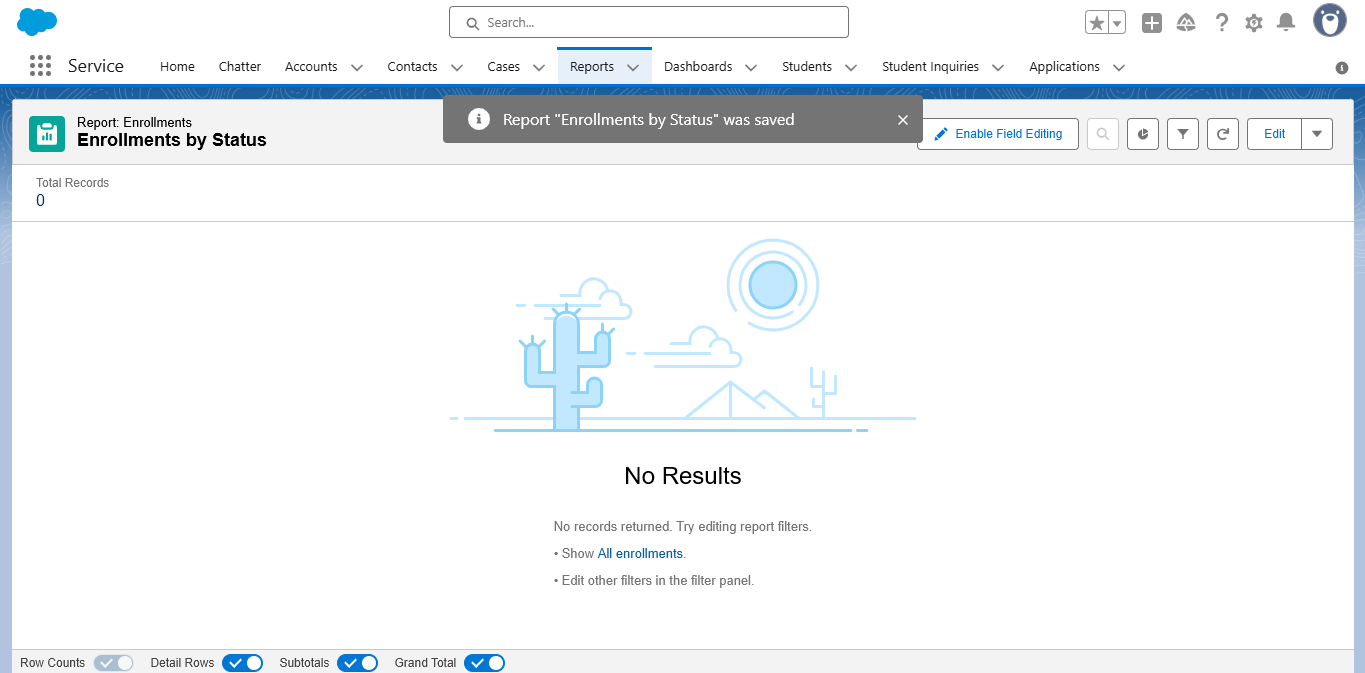 Search...
Service
Home
Chatter
Accounts
Contacts
Cases
Reports
Dashboards
Students
Student Inquiries
Applications
Report: Enrollments
Enrollments by Status
Report "Enrollments by Status" was saved
Enable Field Editing
Edit
Total Records
0
No Results
No records returned. Try editing report filters.
• Show All enrollments.
• Edit other filters in the filter panel.
Row Counts
Detail Rows
Subtotals
Grand Total